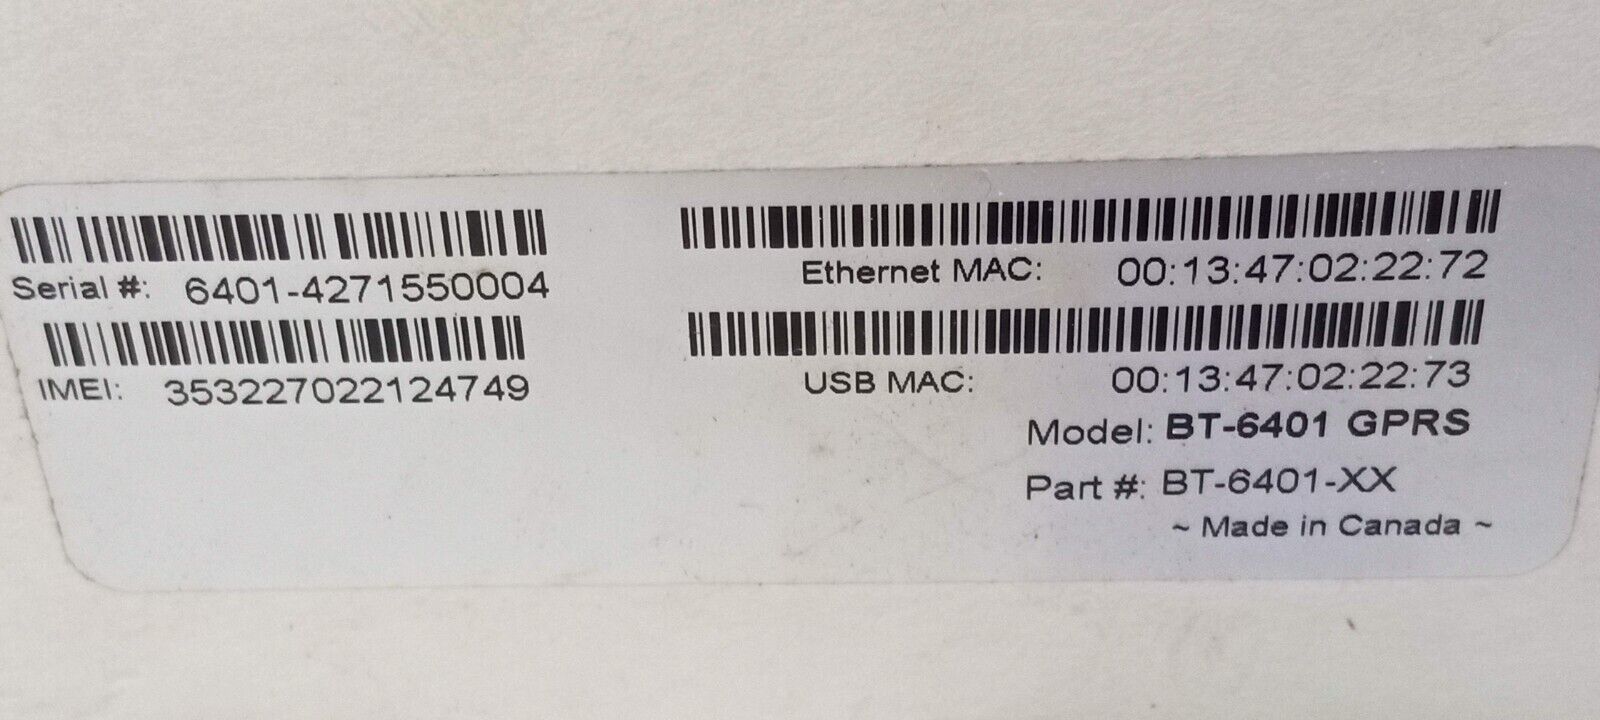 Serial #: 6401-4271550004
IMEI: 353227022124749
Ethernet MAC: 00:13:47:02:22:72
USB MAC: 00:13:47:02:22:73
Model: BT-6401 GPRS
Part #: BT-6401-XX
~ Made in Canada ~